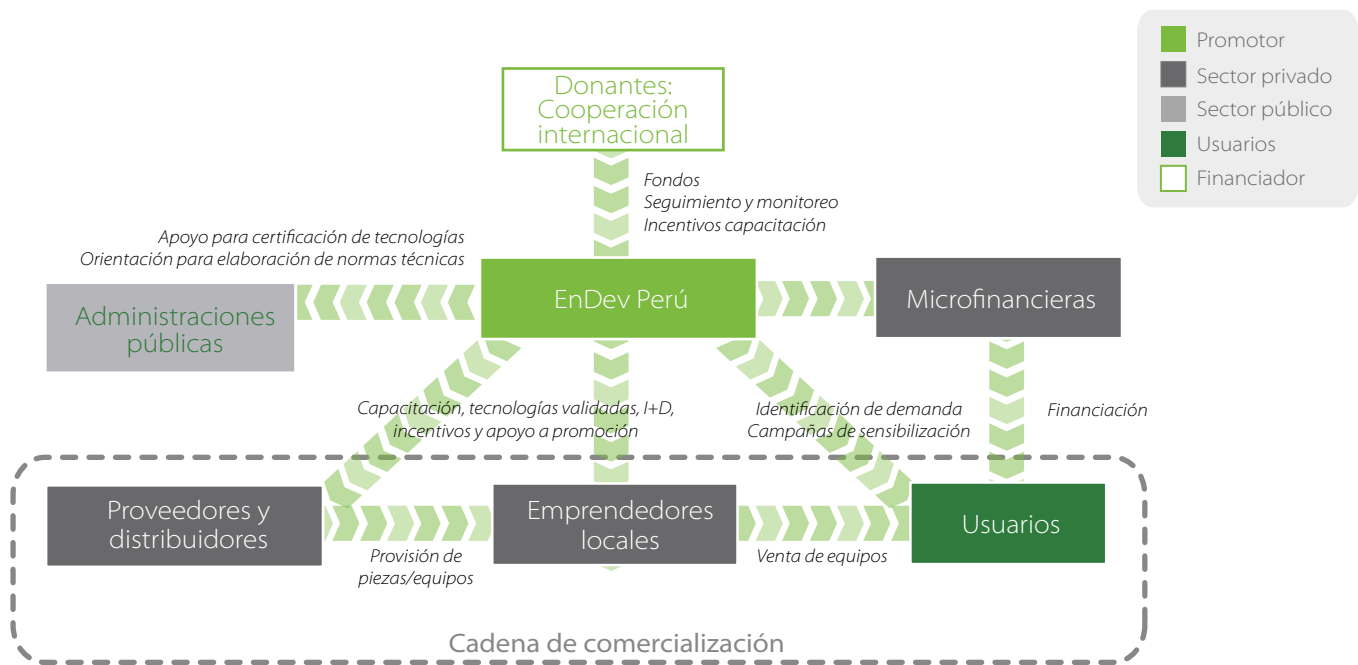 Promotor
Sector privado
Sector público
Usuarios
Financiador
Donantes:
Cooperación
internacional
Fondos
Seguimiento y monitoreo
Incentivos capacitación
Apoyo para certificación de tecnologías
Orientación para elaboración de normas técnicas
Administraciones
públicas
EnDev Perú
Microfinancieras
Capacitación, tecnologías validadas, I+D,
incentivos y apoyo a promoción
Identificación de demanda
Campañas de sensibilización
Financiación
Proveedores y
distribuidores
Provisión de
piezas/equipos
Emprendedores
locales
Venta de equipos
Usuarios
Cadena de comercialización